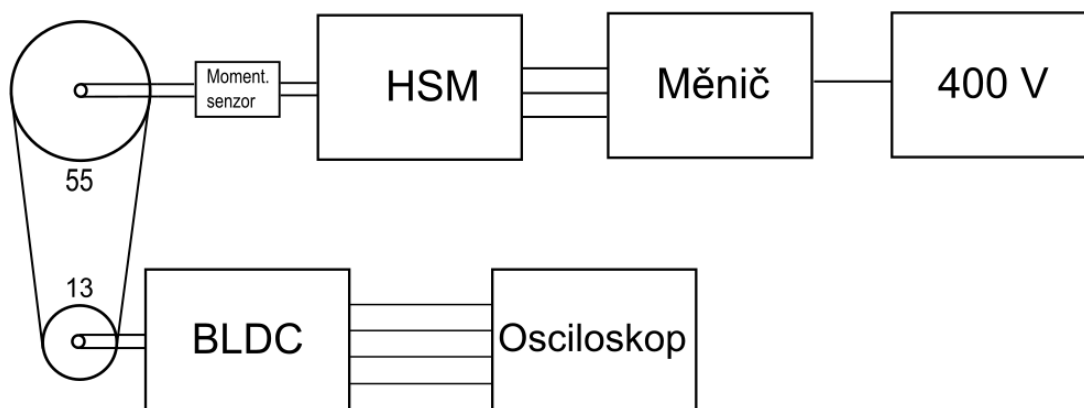 Moment.
senzor
HSM
Měnič
400 V
55
13
BLDC
Osciloskop